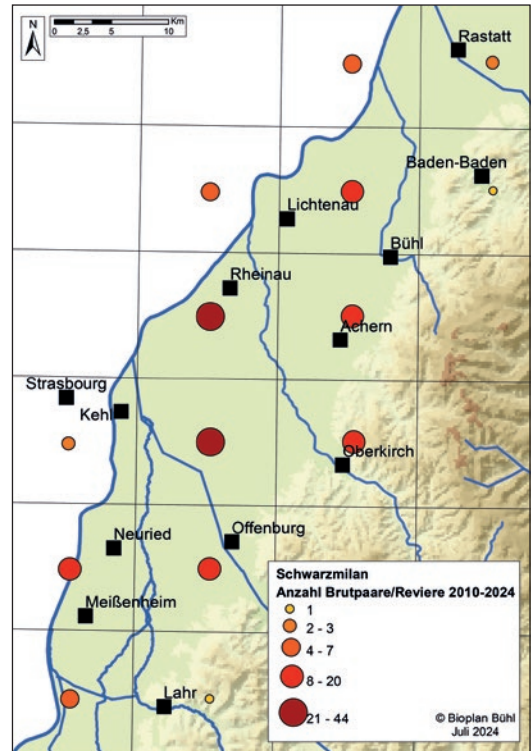 N
Km
0 2,5 5 10
Rastatt
Baden-Baden
Lichtenau
Bühl
Rheinau
Achern
Strasbourg
Kehl
Oberkirch
Neuried
Offenburg
Meißenheim
Lahr
Schwarzmilan
Anzahl Brutpaare/Reviere 2010-2024
1
2 - 3
4 - 7
8 - 20
21 - 44
© Bioplan Bühl
Juli 2024